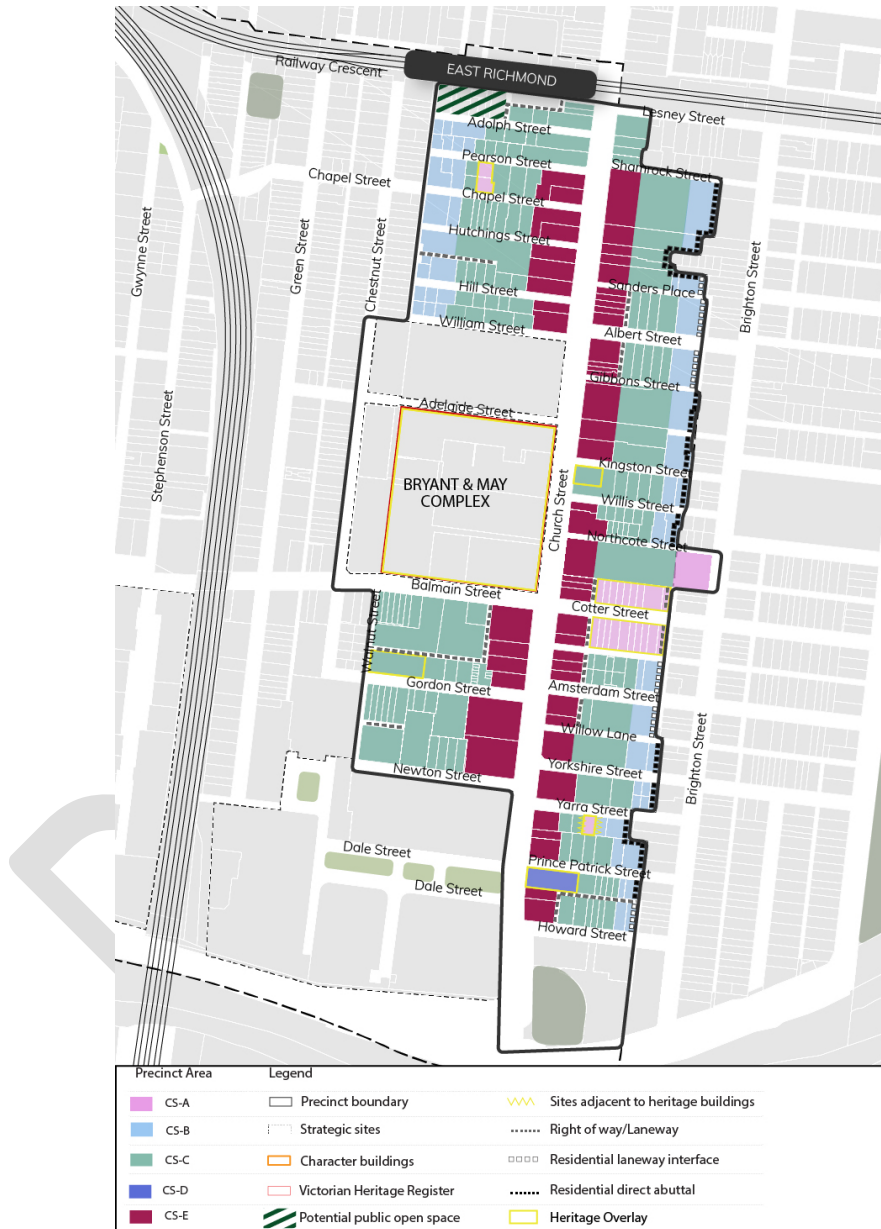 EAST RICHMOND
Railway Crescent
Lesney Street
Adolph Street
Pearson Street
Shamrock Street
Chapel Street
Chapel Street
Hutchings Street
Gwynne Street
Green Street
Chestnut Street
Brighton Street
Sanders Place
Hill Street
William Street
Albert Street
Gibbons Street
Adelaide Street
Stephenson Street
Kingston Street
BRYANT & MAY
COMPLEX
Church Street
Willis Street
Northcote Street
Balmain Street
Cotter Street
Walnut Street
Gordon Street
Amsterdam Street
Willow Lane
Brighton Street
Newton Street
Yorkshire Street
Yarra Street
Dale Street
Prince Patrick Street
Dale Street
Howard Street
Precinct Area Legend
CS-A Precinct boundary Sites adjacent to heritage buildings
CS-B Strategic sites Right of way/Laneway
CS-C Character buildings Residential laneway interface
CS-D Victorian Heritage Register Residential direct abuttal
CS-E Potential public open space Heritage Overlay